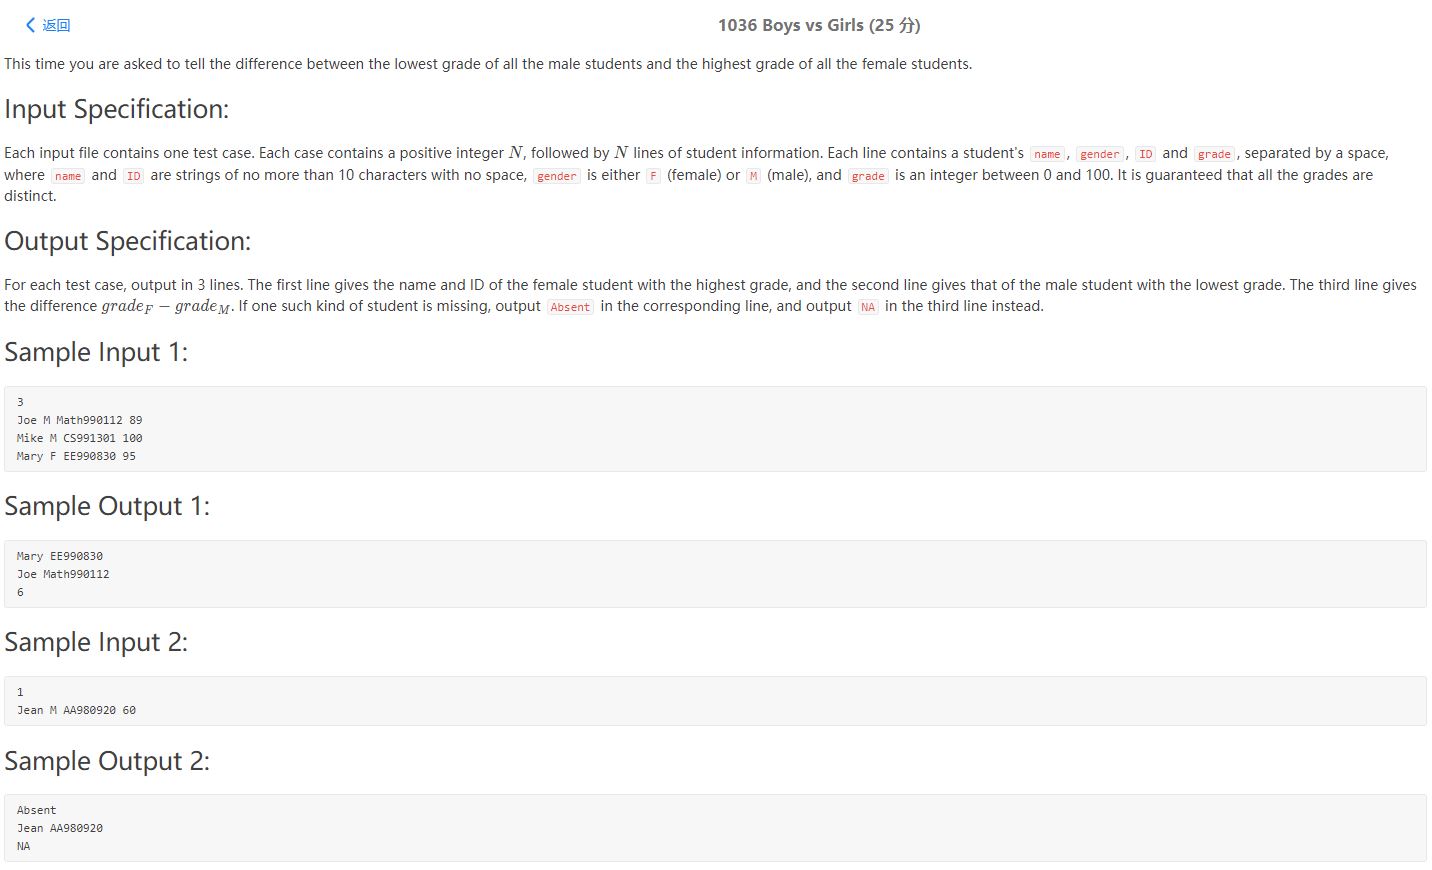 返回
1036 Boys vs Girls (25 分)
This time you are asked to tell the difference between the lowest grade of all the male students and the highest grade of all the female students.
Input Specification:
Each input file contains one test case. Each case contains a positive integer N, followed by N lines of student information. Each line contains a student's name , gender , ID and grade , separated by a space,
where name and ID are strings of no more than 10 characters with no space, gender is either F (female) or M (male), and grade is an integer between 0 and 100. It is guaranteed that all the grades are
distinct.
Output Specification:
For each test case, output in 3 lines. The first line gives the name and ID of the female student with the highest grade, and the second line gives that of the male student with the lowest grade. The third line gives
the difference grade_F − grade_M. If one such kind of student is missing, output Absent in the corresponding line, and output NA in the third line instead.
Sample Input 1:
3
Joe M Math990112 89
Mike M CS991301 100
Mary F EE990830 95
Sample Output 1:
Mary EE990830
Joe Math990112
6
Sample Input 2:
1
Jean M AA980920 60
Sample Output 2:
Absent
Jean AA980920
NA